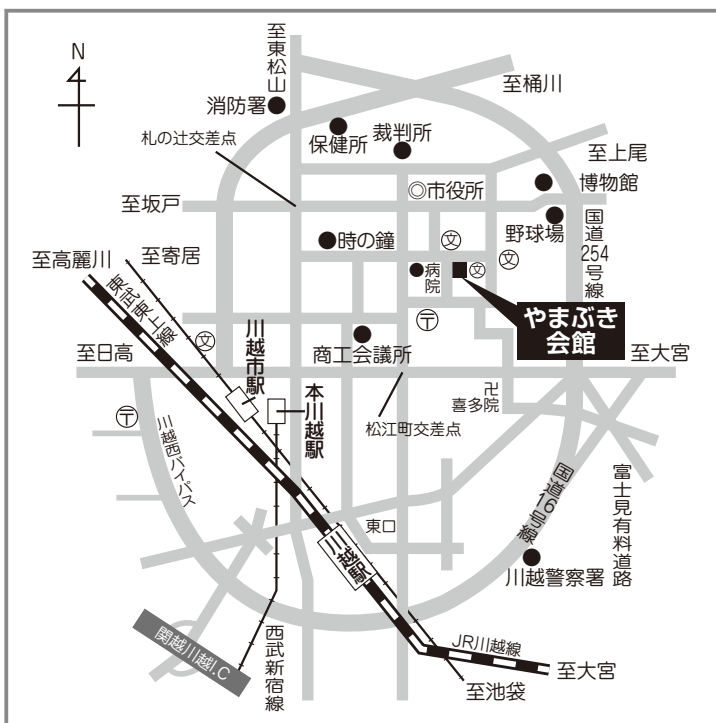 至東松山
N
消防署
至桶川
札の辻交差点
保健所
裁判所
至上尾
市役所
博物館
至坂戸
時の鐘
文
野球場
国道254号線
至高麗川
至寄居
東武東上線
病院
文
文
やまぶき
会館
文
〒
至日高
川越市駅
商工会議所
至大宮
本川越駅
卍
喜多院
〒
松江町交差点
川越西バイパス
国道16号線
富士見有料道路
東口
川越駅
川越警察署
関越川越I.C
西武新宿線
JR川越線
至大宮
至池袋